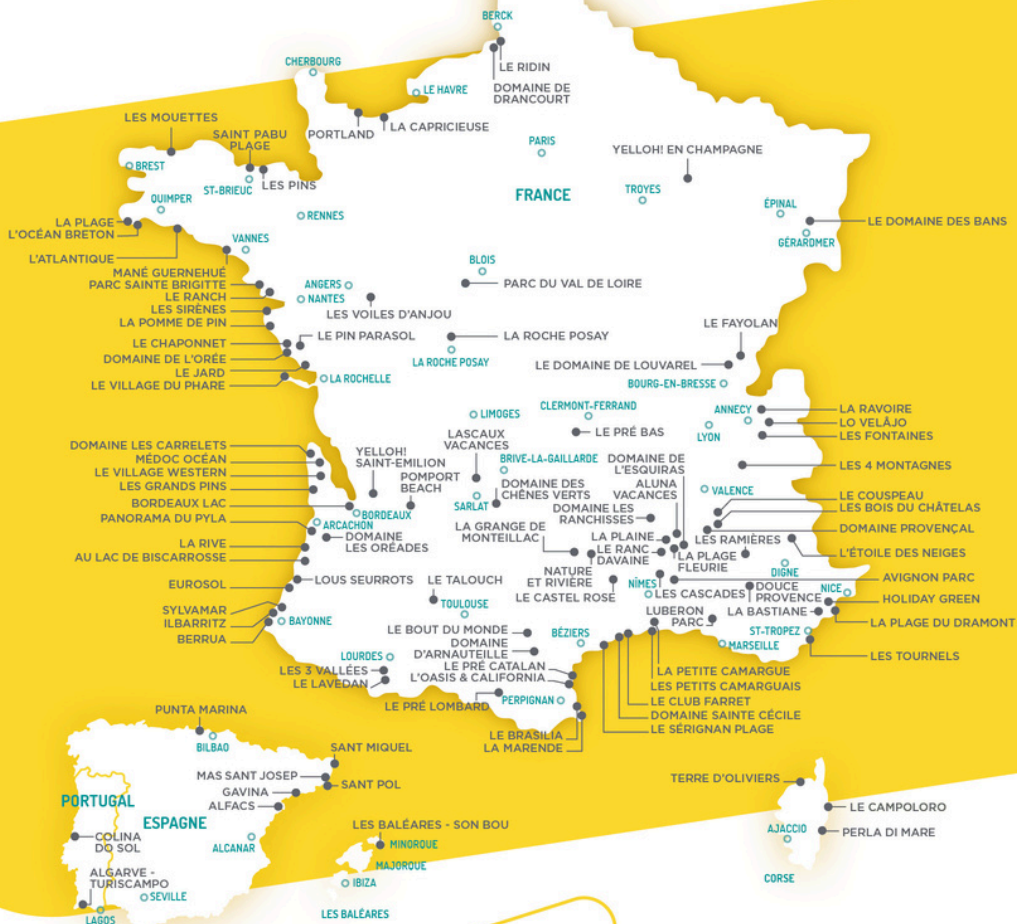 BERCK
LE RIDIN
DOMAINE DE
DRANCOURT
CHERBOURG
LE HAVRE
PORTLAND
LA CAPRICIEUSE
LES MOUETTES
SAINT PABU
PLAGE
BREST
ST-BRIEUC
LES PINS
QUIMPER
RENNES
PARIS
FRANCE
YELLOH! EN CHAMPAGNE
TROYES
ÉPINAL
LE DOMAINE DES BANS
GÉRARDMER
LA PLAGE
L'OCÉAN BRETON
L'ATLANTIQUE
VANNES
MANÉ GUERNEHUÉ
PARC SAINTE BRIGITTE
LE RANCH
LES SIRÈNES
LA POMME DE PIN
LE CHAPONNET
DOMAINE DE L'ORÉE
LE JARD
LE VILLAGE DU PHARE
ANGERS
NANTES
LES VOILES D'ANJOU
LE PIN PARASOL
LA ROCHELLE
BLOIS
PARC DU VAL DE LOIRE
LA ROCHE POSAY
LA ROCHE POSAY
LE FAYOLAN
LE DOMAINE DE LOUVAREL
BOURG-EN-BRESSE
LIMOGES
CLERMONT-FERRAND
LE PRÉ BAS
ANNECY
LYON
LA RAVOIRE
LO VELÂJO
LES FONTAINES
LES 4 MONTAGNES
DOMAINE LES CARRELETS
MÉDOC OCÉAN
LE VILLAGE WESTERN
LES GRANDS PINS
BORDEAUX LAC
PANORAMA DU PYLA
LA RIVE
AU LAC DE BISCARROSSE
EUROSOL
SYLVAMAR
ILBARRITZ
BERRUA
YELLOH!
SAINT-EMILION
POMPORT
BEACH
BORDEAUX
ARCACHON
DOMAINE
LES ORÉADES
LOUS SEURROTS
BAYONNE
LASCAUX
VACANCES
BRIVE-LA-GAILLARDE
SARLAT
DOMAINE DES
CHÊNES VERTS
DOMAINE DE
L'ESQUIRAS
ALUNA
VACANCES
DOMAINE LES
RANCHISSES
LA GRANGE DE
MONTEILLAC
LA PLAINE
LE RANC
DAVAINE
NATURE
ET RIVIÈRE
LE CASTEL ROSE
LA PLAGE
FLEURIE
LES RAMIÈRES
VALENCE
LE COUSPEAU
LES BOIS DU CHÂTELAS
DOMAINE PROVENÇAL
L'ÉTOILE DES NEIGES
DIGNE
AVIGNON PARC
NÎMES
LES CASCADES
DOUCE
PROVENCE
NICE
HOLIDAY GREEN
LA BASTIANE
LA PLAGE DU DRAMONT
LUBERON
PARC
ST-TROPEZ
MARSEILLE
LES TOURNELS
LE TALOUCH
TOULOUSE
LE BOUT DU MONDE
DOMAINE
D'ARNAUTEILLE
BÉZIERS
LOURDES
LES 3 VALLÉES
LE LAVEDAN
LE PRÉ CATALAN
L'OASIS & CALIFORNIA
LE PRÉ LOMBARD
PERPIGNAN
LE BRASILIA
LA MARENDE
LA PETITE CAMARGUE
LES PETITS CAMARGUAIS
LE CLUB FARRET
DOMAINE SAINTE CÉCILE
LE SÉRIGNAN PLAGE
PUNTA MARINA
BILBAO
SANT MIQUEL
MAS SANT JOSEP
SANT POL
GAVINA
ALFACS
PORTUGAL
ESPAGNE
COLINA
DO SOL
ALCANAR
ALGARVE -
TURISCAMPO
SEVILLE
LAGOS
LES BALÉARES - SON BOU
MINORQUE
MAJORQUE
IBIZA
LES BALÉARES
TERRE D'OLIVIERS
LE CAMPOLORO
AJACCIO
PERLA DI MARE
CORSE